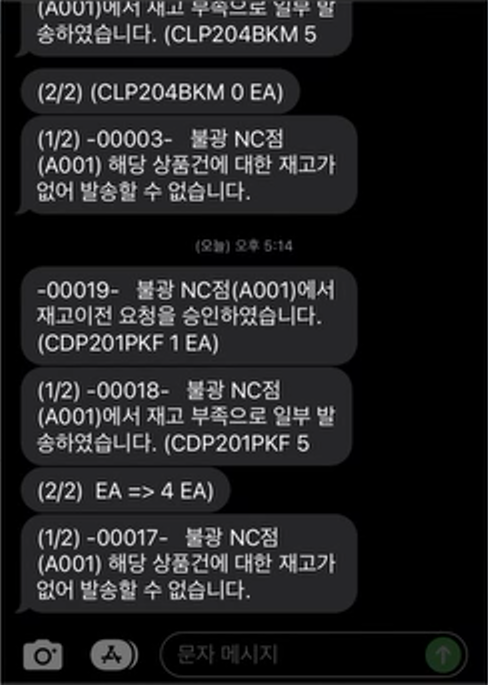 (A001)에서 재고 부족으로 일부 발
송하였습니다. (CLP204BKM 5
(2/2) (CLP204BKM 0 EA)
(1/2) -00003- 불광 NC점
(A001) 해당 상품건에 대한 재고가
없어 발송할 수 없습니다.
(오늘) 오후 5:14
-00019- 불광 NC점(A001)에서
재고이전 요청을 승인하였습니다.
(CDP201PKF 1 EA)
(1/2) -00018- 불광 NC점
(A001)에서 재고 부족으로 일부 발
송하였습니다. (CDP201PKF 5
(2/2) EA => 4 EA)
(1/2) -00017- 불광 NC점
(A001) 해당 상품건에 대한 재고가
없어 발송할 수 없습니다.
문자 메시지